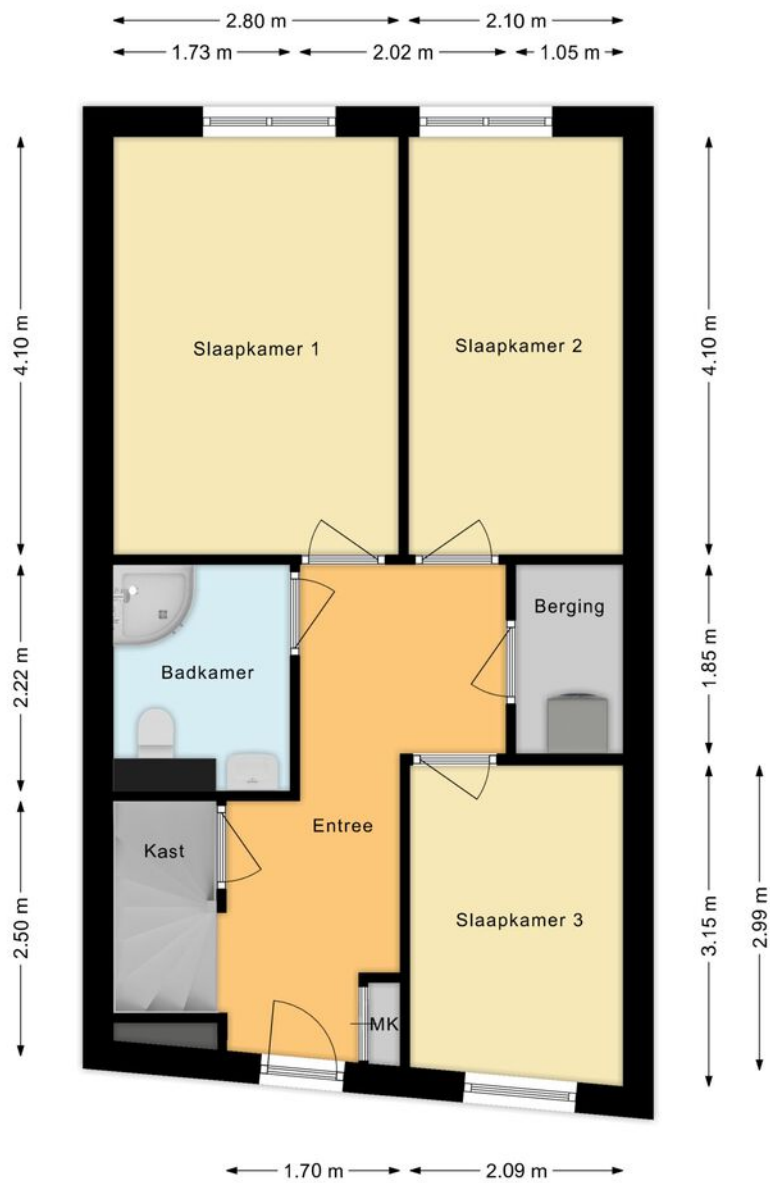 2.80 m
2.10 m
1.73 m
2.02 m
1.05 m
4.10 m
4.10 m
Slaapkamer 1
Slaapkamer 2
Berging
Badkamer
2.22 m
1.85 m
Entree
Kast
Slaapkamer 3
2.50 m
3.15 m
2.99 m
MK
1.70 m
2.09 m